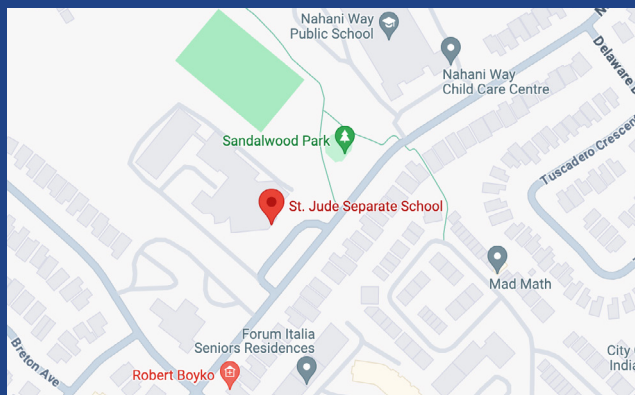 Nahani Way
Public School
Nahani Way
Child Care Centre
Delaware
Tuscadero Crescent
Sandalwood Park
St. Jude Separate School
Mad Math
Forum Italia
Seniors Residences
Breton Ave
Robert Boyko
City